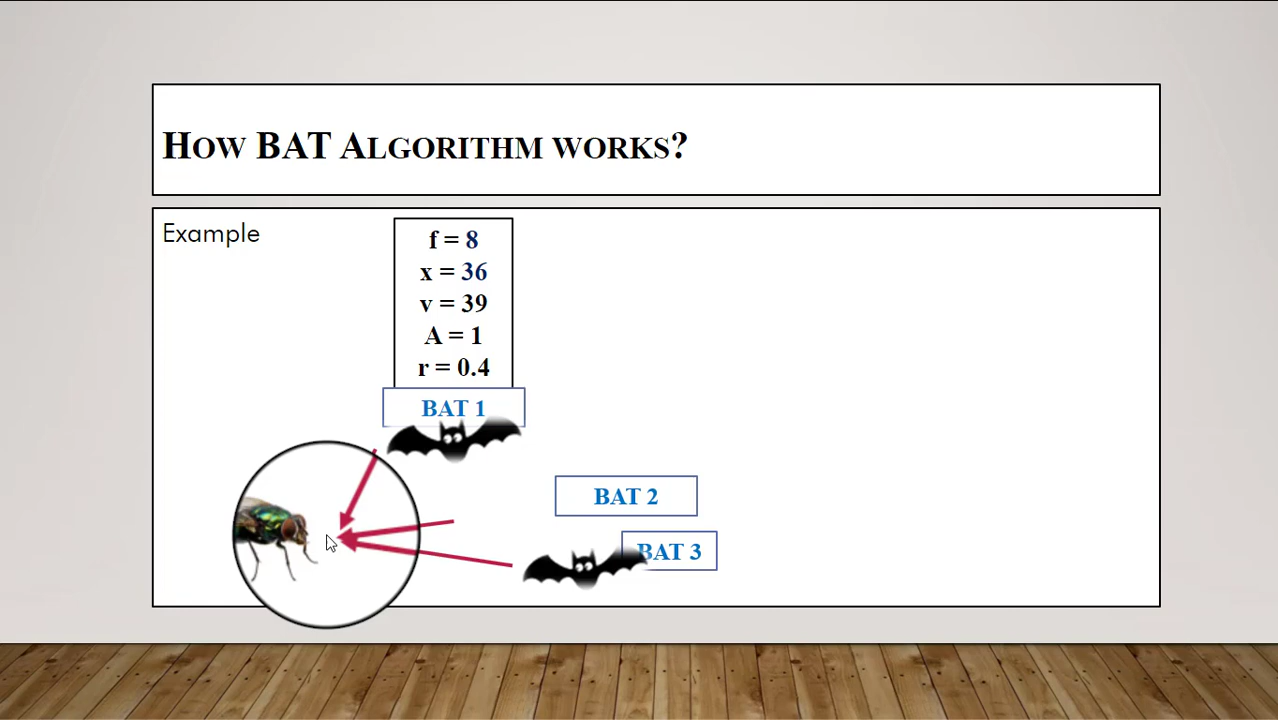 HOW BAT ALGORITHM WORKS?
Example
f = 8
x = 36
v = 39
A = 1
r = 0.4
BAT 1
BAT 2
BAT 3